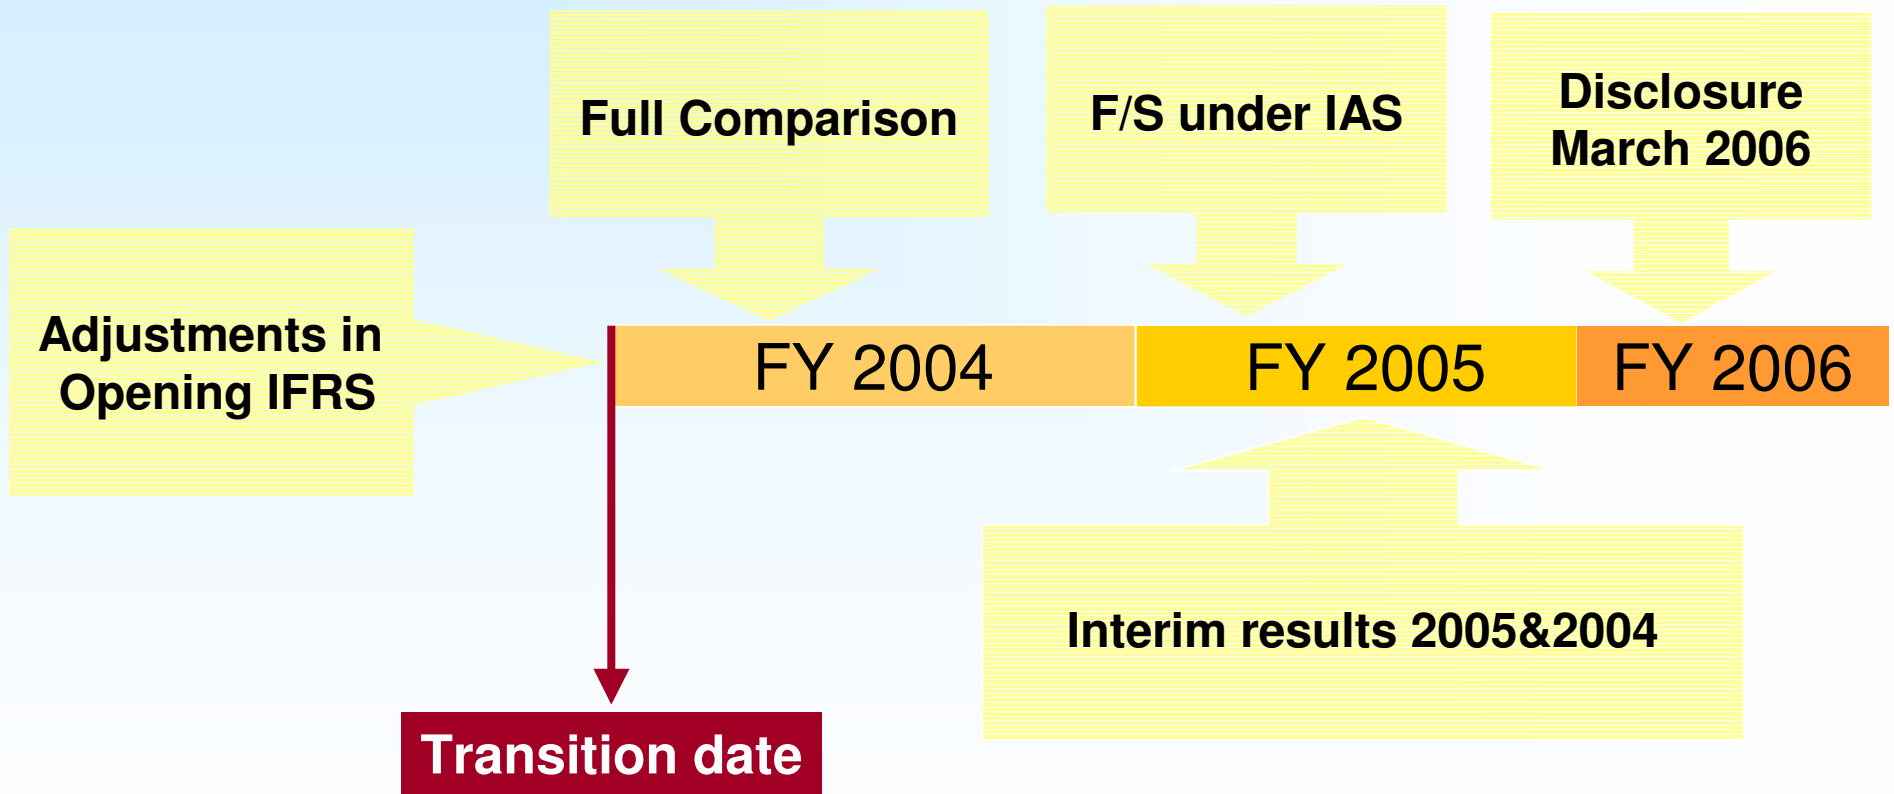 Full Comparison
F/S under IAS
Disclosure
March 2006
Adjustments in
Opening IFRS
FY 2004
FY 2005
FY 2006
Interim results 2005&2004
Transition date